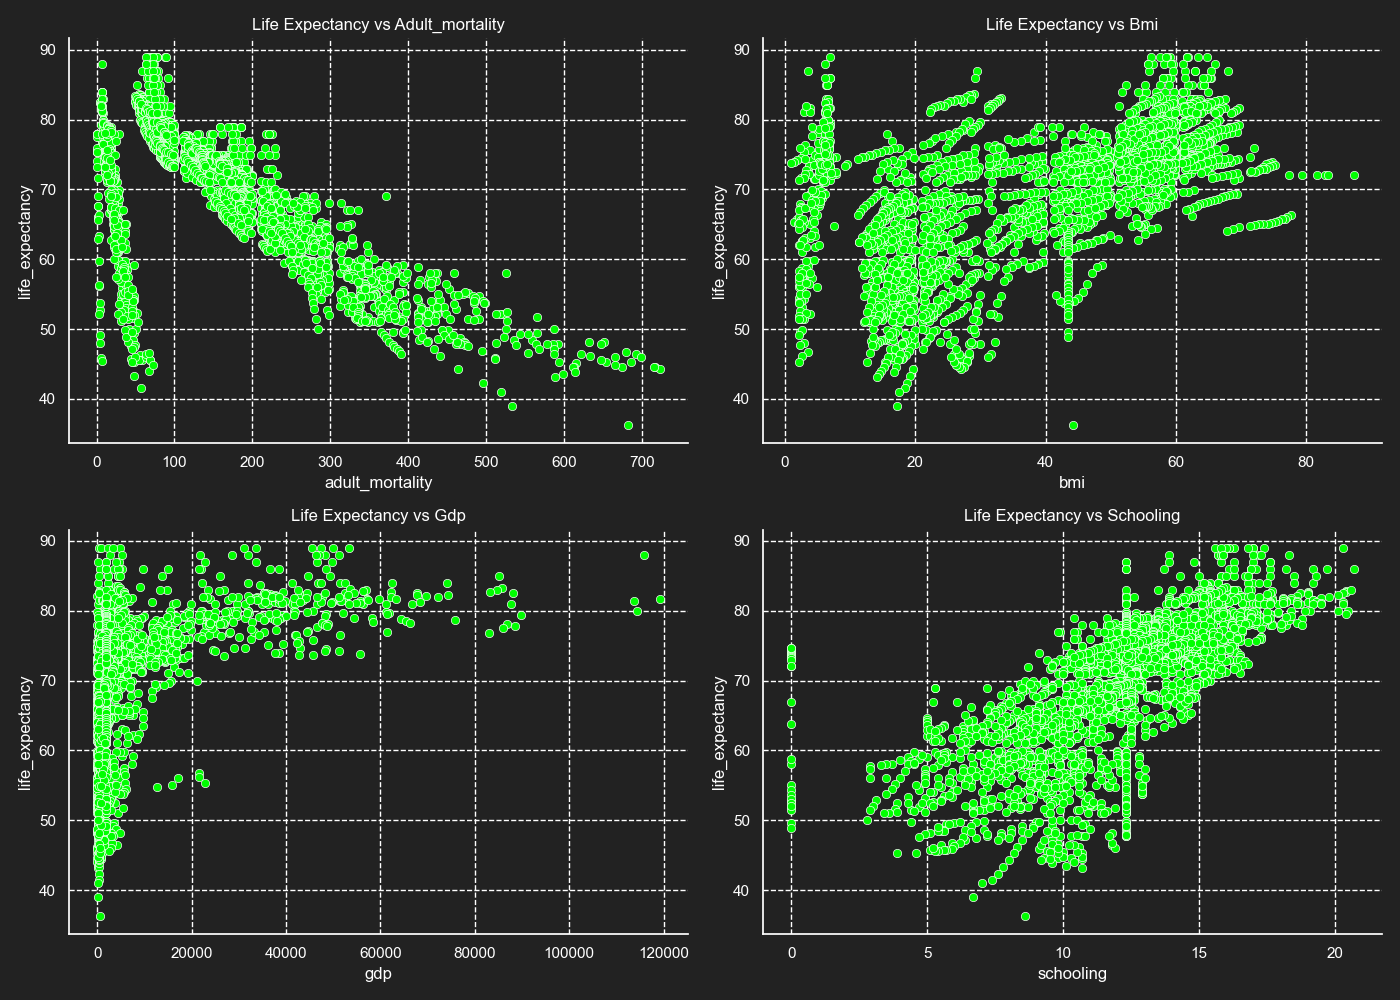 Life Expectancy vs Adult_mortality
90
80
70
60
50
40
life_expectancy
0 100 200 300 400 500 600 700
adult_mortality
Life Expectancy vs Bmi
90
80
70
60
50
40
life_expectancy
0 20 40 60 80
bmi
Life Expectancy vs Gdp
90
80
70
60
50
40
life_expectancy
0 20000 40000 60000 80000 100000 120000
gdp
Life Expectancy vs Schooling
90
80
70
60
50
40
life_expectancy
0 5 10 15 20
schooling